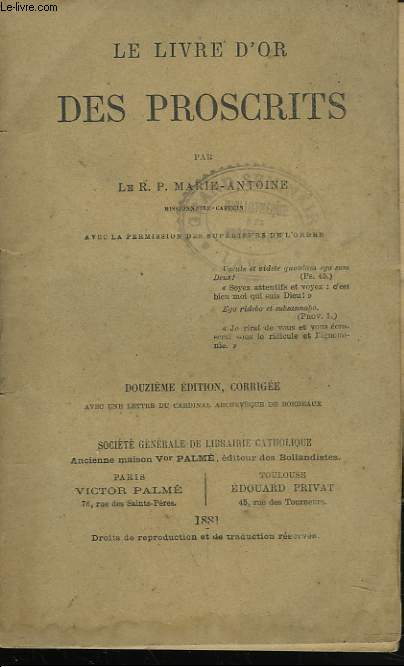 Le-livre.com
LE LIVRE D'OR
DES PROSCRITS
PAR
LE R. P. MARIE-ANTOINE
MISSIONNAIRE-CAPUCIN
AVEC LA PERMISSION DES SUPÉRIEURS DE L'ORDRE
Vacate et videte quoniam ego sum
Deus! (Ps. 45.)
« Soyez attentifs et voyez : c'est
bien moi qui suis Dieu! »
Ego ridebo et subsannabo.
(PROV. I.)
« Je rirai de vous et vous écra-
serai sous le ridicule et l'ignomi-
nie. »
DOUZIÈME ÉDITION, CORRIGÉE
AVEC UNE LETTRE DU CARDINAL ARCHEVÊQUE DE BORDEAUX
SOCIÉTÉ GÉNÉRALE DE LIBRAIRIE CATHOLIQUE
Ancienne maison Vor PALMÉ, éditeur des Bollandistes.
PARIS
VICTOR PALMÉ
76, rue des Saints-Pères.
TOULOUSE
ÉDOUARD PRIVAT
45, rue des Tourneurs.
1881
Droits de reproduction et de traduction réservés.